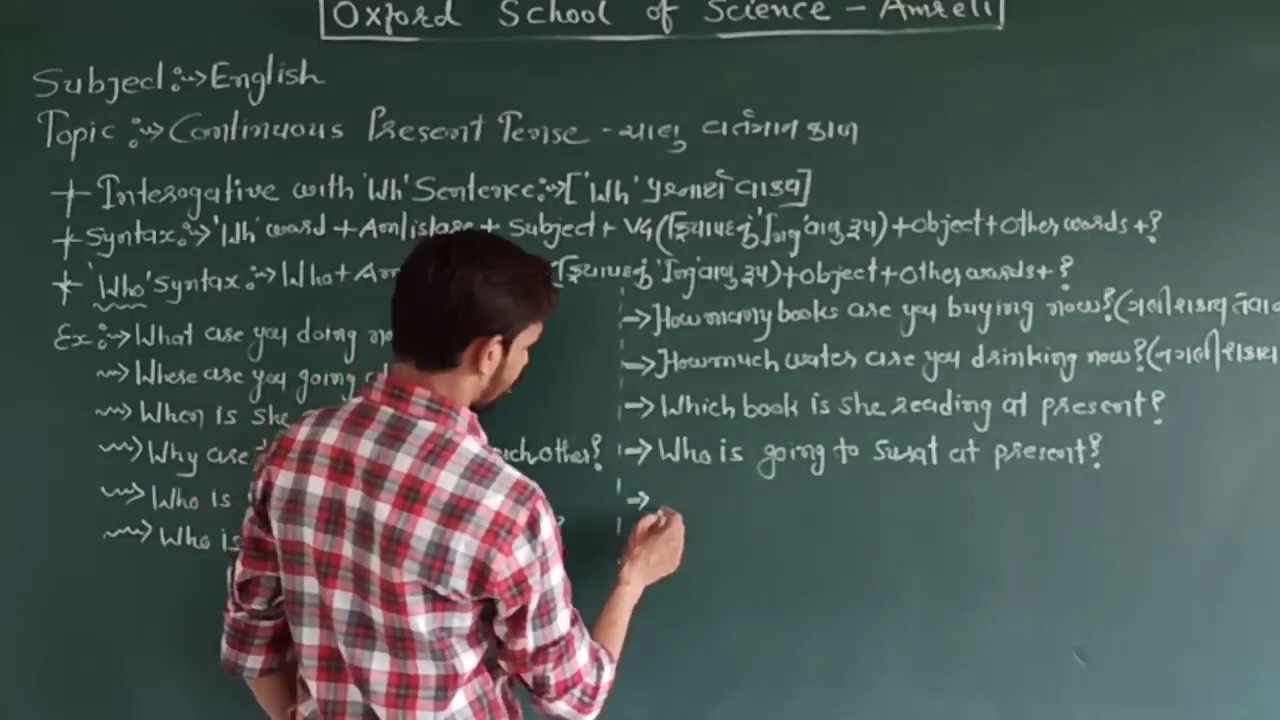 Oxford School of Science - Amreli
Subject :~> English
Topic :~> Continuous Present Tense - ચાલુ વર્તમાન કાળ
+ Interogative with 'Wh' Sentence :~> ['Wh' પ્રશ્નાર્થ વાક્ય]
+ Syntax :~> 'Wh' word + Am/is/are + Subject + V4 (ક્રિયાપદનું 'ing' વાળુ રૂપ) + object + other words + ?
* 'Who' Syntax :~> Who + Am (ક્રિયાપદનું 'ing' વાળુ રૂપ) + object + other words + ?
Ex :~> What are you doing
~> Where are you going
~> When is she
~> Why are each other?
~> Who is
~> Who is ?
→ How many books are you buying now? (
→ How much water are you drinking now? (
→ Which book is she reading at present?
→ Who is going to Surat at present?
→